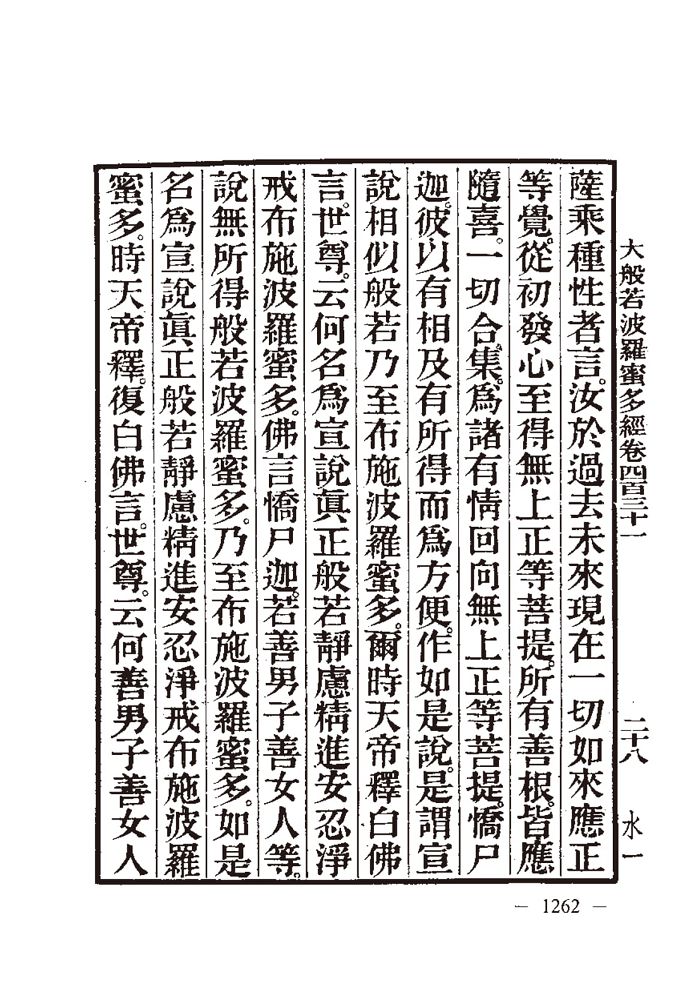 大般若波羅蜜多經卷四百三十一
二十八
水一
薩乘種性者言。汝於過去未來現在一切如來應正
等覺。從初發心至得無上正等菩提。所有善根。皆應
隨喜。一切合集。爲諸有情回向無上正等菩提。憍尸
迦。彼以有相及有所得而爲方便。作如是說。是謂宣
說相似般若乃至布施波羅蜜多。爾時天帝釋白佛
言。世尊。云何名爲宣說眞正般若靜慮精進安忍淨
戒布施波羅蜜多。佛言憍尸迦。若善男子善女人等。
說無所得般若波羅蜜多。乃至布施波羅蜜多。如是
名爲宣說眞正般若靜慮精進安忍淨戒布施波羅
蜜多。時天帝釋。復白佛言。世尊。云何善男子善女人
— 1262 —